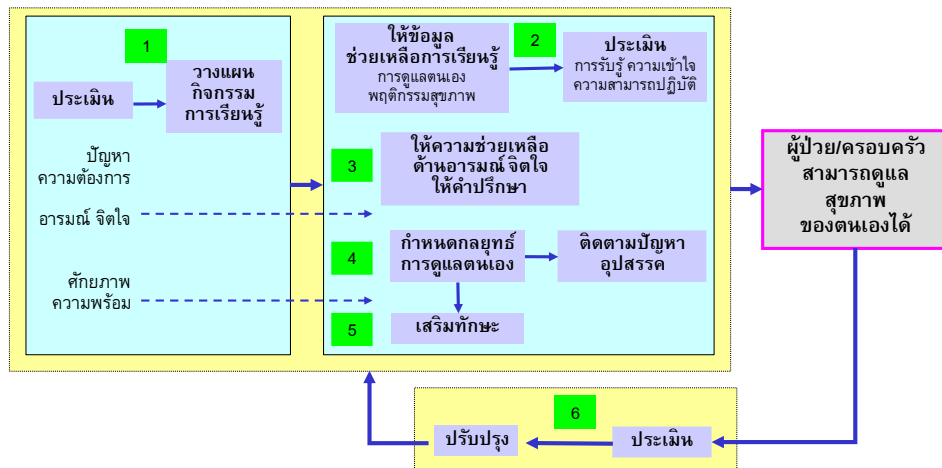 1
ประเมิน
วางแผน
กิจกรรม
การเรียนรู้
ปัญหา
ความต้องการ
อารมณ์ จิตใจ
ศักยภาพ
ความพร้อม
ให้ข้อมูล
ช่วยเหลือการเรียนรู้
การดูแลตนเอง
พฤติกรรมสุขภาพ
2
ประเมิน
การรับรู้ ความเข้าใจ
ความสามารถปฏิบัติ
3
ให้ความช่วยเหลือ
ด้านอารมณ์ จิตใจ
ให้คำปรึกษา
4
กำหนดกลยุทธ์
การดูแลตนเอง
ติดตามปัญหา
อุปสรรค
5
เสริมทักษะ
ผู้ป่วย/ครอบครัว
สามารถดูแล
สุขภาพ
ของตนเองได้
6
ปรับปรุง
ประเมิน